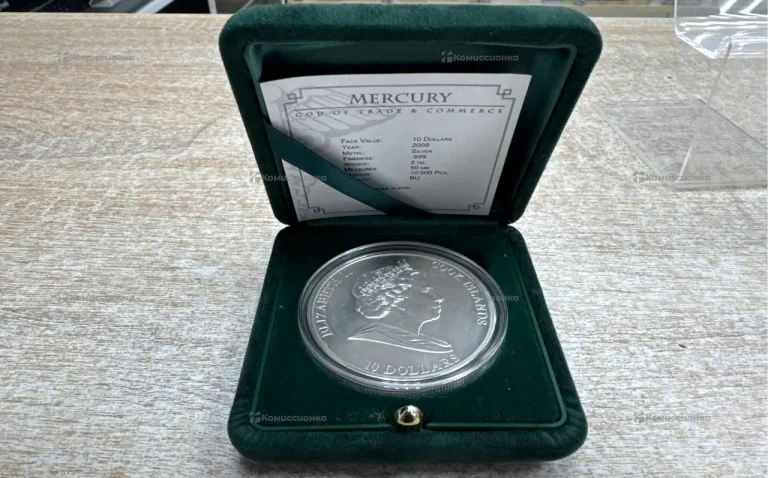 MERCURY
GOD OF TRADE & COMMERCE
FACE VALUE: 10 DOLLARS
YEAR: 2008
METAL: SILVER
FINENESS: .999
WEIGHT: 2 OZ.
MEASURES: 50 MM
10'000 PCS.
BU
PLATED
ELIZABETH II
COOK ISLANDS
10 DOLLARS
Комиссионка
Комиссионка
Комиссионка
Комиссионка
Комиссионка
Комиссионка